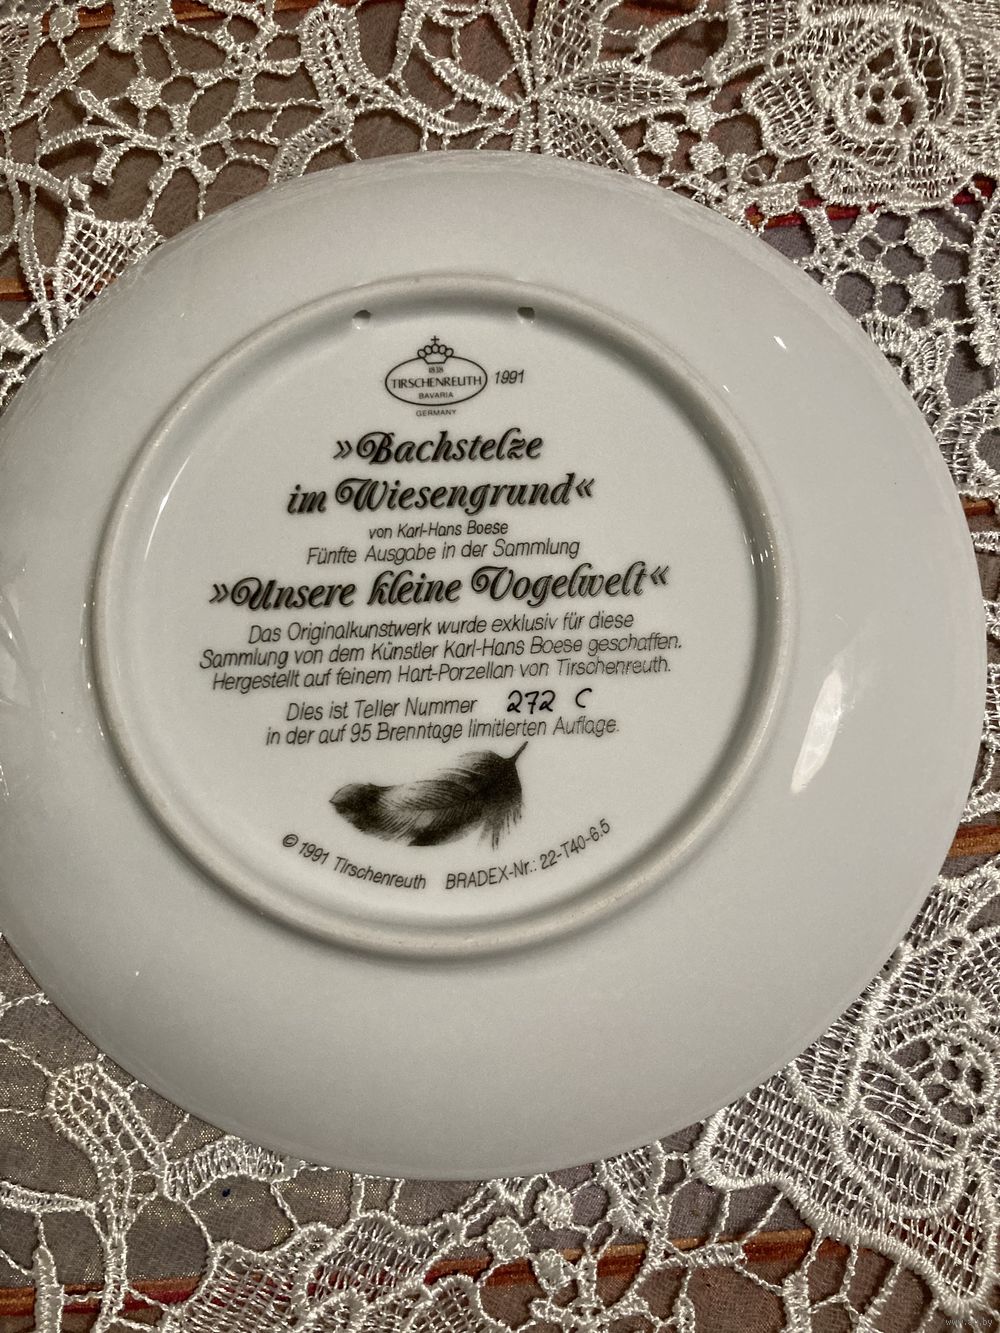 1838
TIRSCHENREUTH 1991
BAVARIA
GERMANY
»Bachstelze
im Wiesengrund«
von Karl-Hans Boese
Fünfte Ausgabe in der Sammlung
»Unsere kleine Vogelwelt«
Das Originalkunstwerk wurde exklusiv für diese
Sammlung von dem Künstler Karl-Hans Boese geschaffen.
Hergestellt auf feinem Hart-Porzellan von Tirschenreuth.
Dies ist Teller Nummer 272 C
in der auf 95 Brenntage limitierten Auflage.
© 1991 Tirschenreuth BRADEX-Nr.: 22-T40-6.5